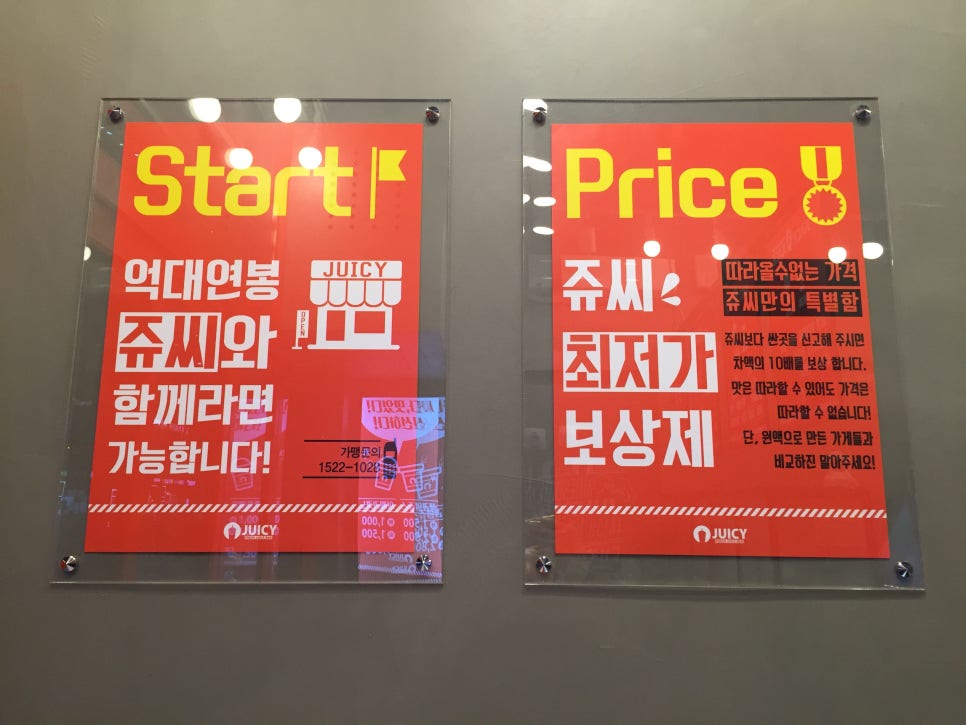 Start
억대연봉
JUICY
OPEN
쥬씨와
함께라면
가능합니다!
가맹문의
1522-1028
JUICY
Price
쥬씨
최저가
보상제
따라올수없는 가격
쥬씨만의 특별함
쥬씨보다 싼곳을 신고해 주시면
차액의 10배를 보상 합니다.
맛은 따라할 수 있어도 가격은
따라할 수 없습니다!
단, 원액으로 만든 가게들과
비교하진 말아주세요!
JUICY